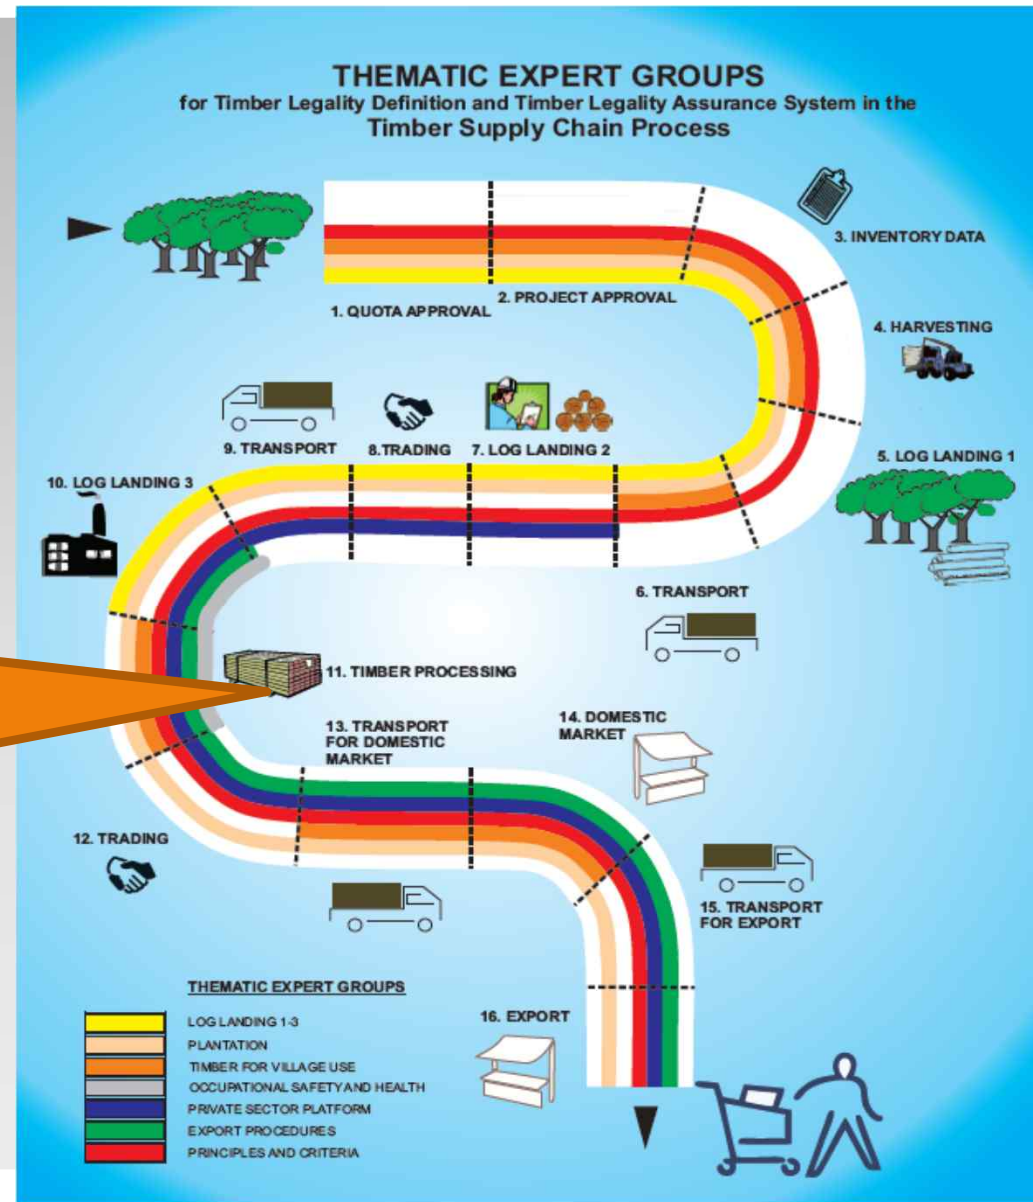 THEMATIC EXPERT GROUPS
for Timber Legality Definition and Timber Legality Assurance System in the
Timber Supply Chain Process
3. INVENTORY DATA
2. PROJECT APPROVAL
1. QUOTA APPROVAL
4. HARVESTING
9. TRANSPORT
8.TRADING
7. LOG LANDING 2
5. LOG LANDING 1
10. LOG LANDING 3
6. TRANSPORT
11. TIMBER PROCESSING
13. TRANSPORT
FOR DOMESTIC
MARKET
14. DOMESTIC
MARKET
12. TRADING
15. TRANSPORT
FOR EXPORT
THEMATIC EXPERT GROUPS
16. EXPORT
LOG LANDING 1-3
PLANTATION
TIMBER FOR VILLAGE USE
OCCUPATIONAL SAFETY AND HEALTH
PRIVATE SECTOR PLATFORM
EXPORT PROCEDURES
PRINCIPLES AND CRITERIA